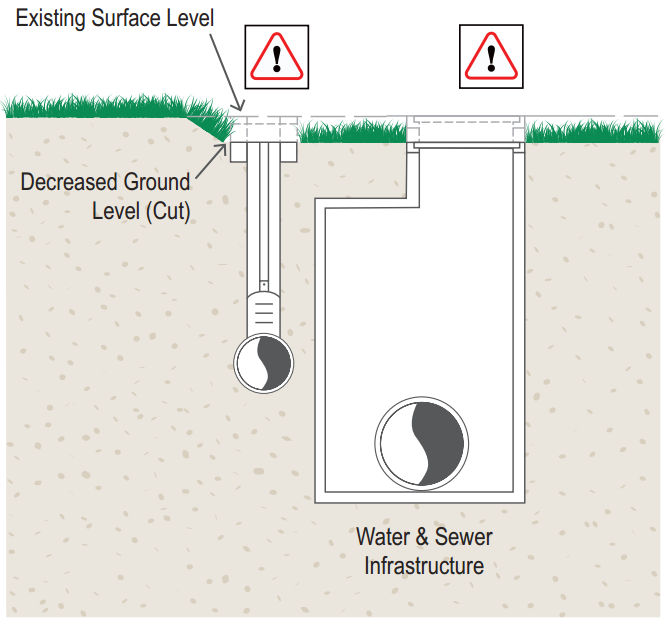 Existing Surface Level
Decreased Ground
Level (Cut)
Water & Sewer
Infrastructure